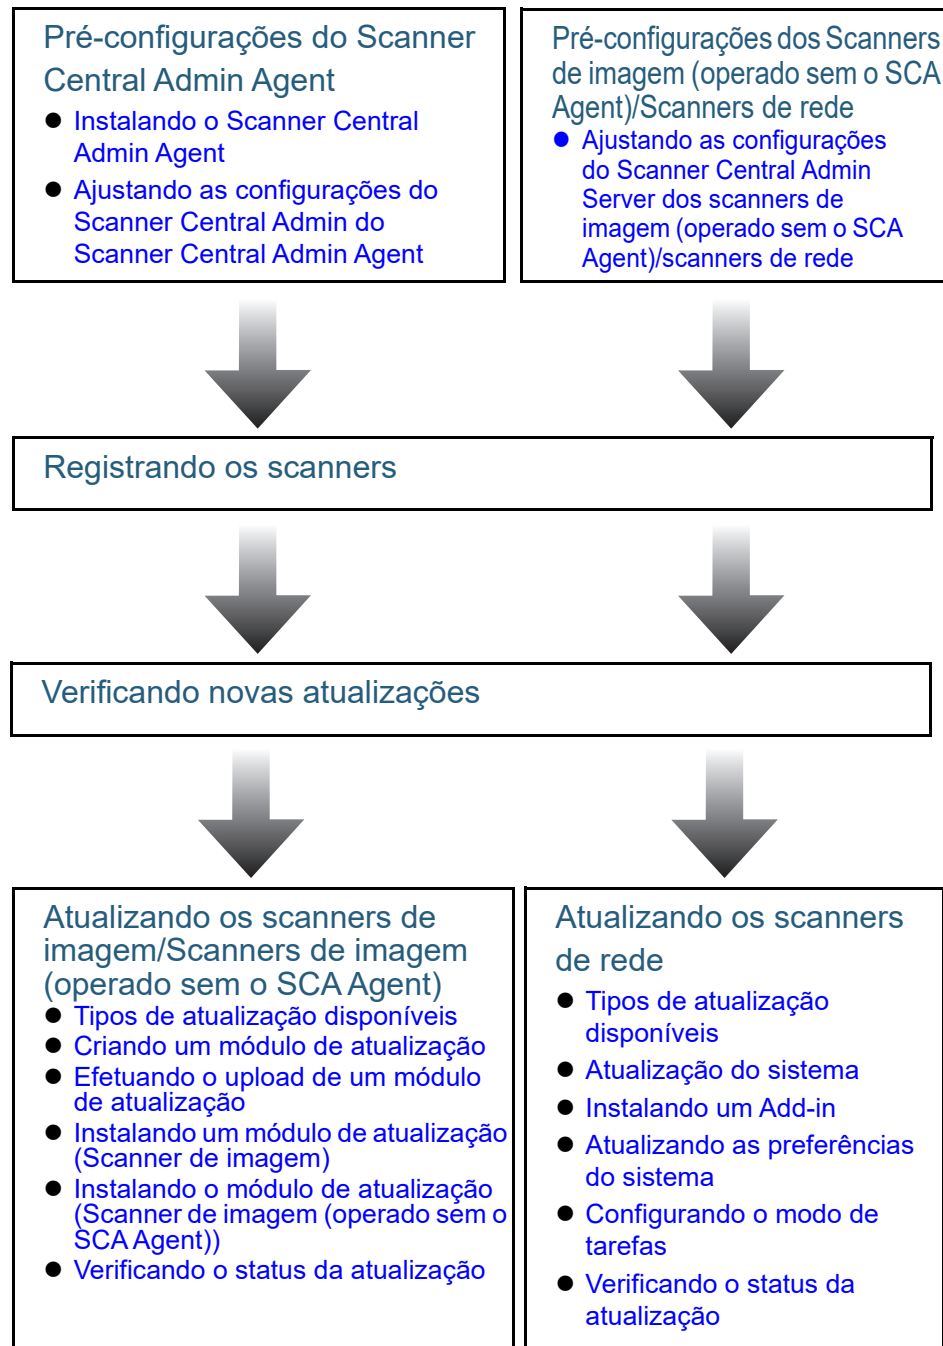 Pré-configurações do Scanner
Central Admin Agent
● Instalando o Scanner Central
Admin Agent
● Ajustando as configurações do
Scanner Central Admin do
Scanner Central Admin Agent
Pré-configurações dos Scanners
de imagem (operado sem o SCA
Agent)/Scanners de rede
● Ajustando as configurações
do Scanner Central Admin
Server dos scanners de
imagem (operado sem o SCA
Agent)/scanners de rede
Registrando os scanners
Verificando novas atualizações
Atualizando os scanners de
imagem/Scanners de imagem
(operado sem o SCA Agent)
● Tipos de atualização disponíveis
● Criando um módulo de atualização
● Efetuando o upload de um módulo
de atualização
● Instalando um módulo de atualização
(Scanner de imagem)
● Instalando o módulo de atualização
(Scanner de imagem (operado sem o
SCA Agent))
● Verificando o status da atualização
Atualizando os scanners
de rede
● Tipos de atualização
disponíveis
● Atualização do sistema
● Instalando um Add-in
● Atualizando as preferências
do sistema
● Configurando o modo de
tarefas
● Verificando o status da
atualização